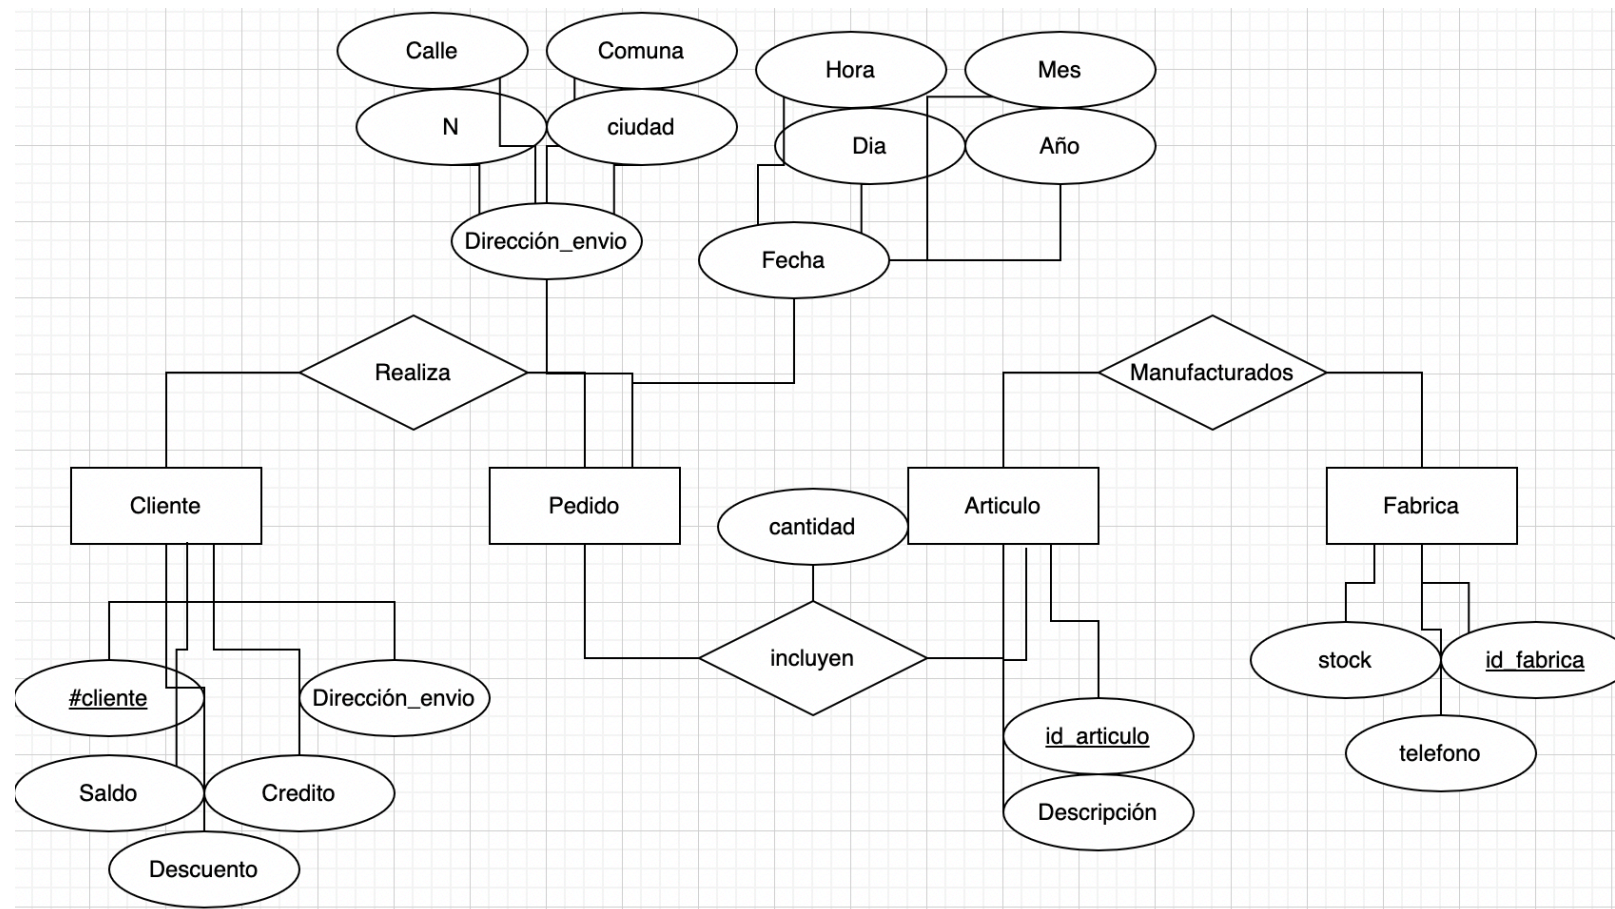 Calle
Comuna
Hora
Mes
N
ciudad
Dia
Año
Dirección_envio
Fecha
Realiza
Manufacturados
Cliente
Pedido
cantidad
Articulo
Fabrica
incluyen
stock
id_fabrica
#cliente
Dirección_envio
id_articulo
telefono
Saldo
Credito
Descripción
Descuento